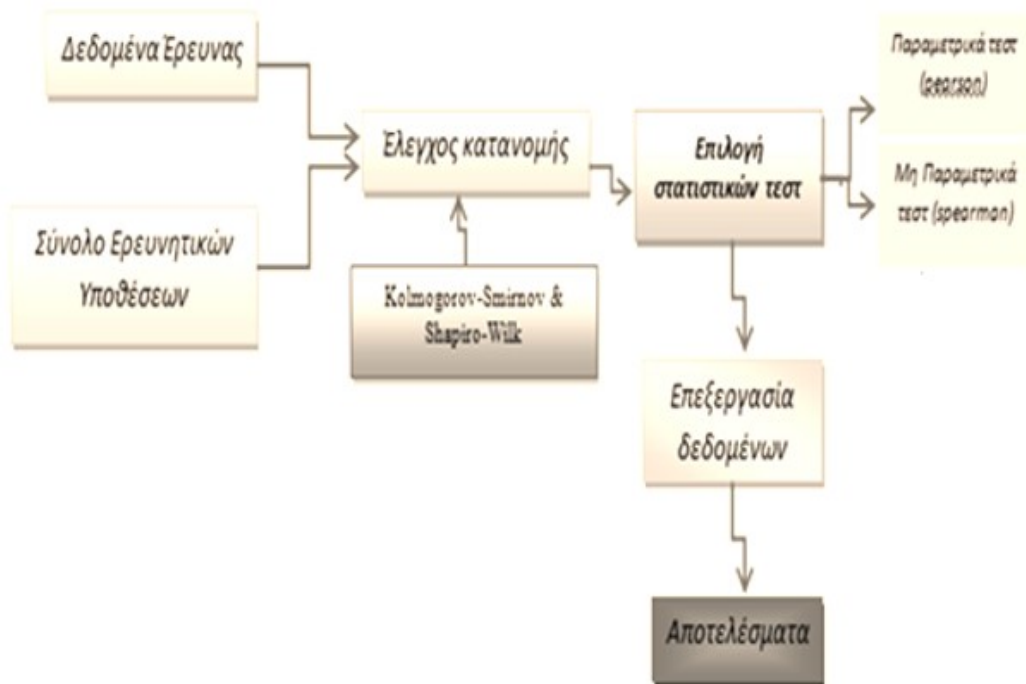 Δεδομένα Έρευνας
Σύνολο Ερευνητικών
Υποθέσεων
Έλεγχος κατανομής
Kolmogorov-Smirnov &
Shapiro-Wilk
Επιλογή
στατιστικών τεστ
Παραμετρικά τεστ
(pearson)
Μη Παραμετρικά
τεστ (spearman)
Επεξεργασία
δεδομένων
Αποτελέσματα